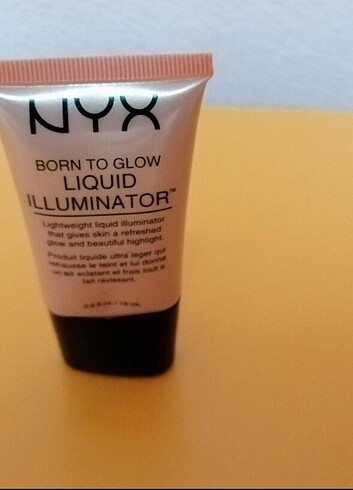 NYX
BORN TO GLOW
LIQUID
ILLUMINATOR™
Lightweight liquid illuminator
that gives skin a refreshed
glow and beautiful highlight.
Produit liquide ultra léger qui
rehausse le teint et lui donne
un air eclatant et frais tout a
fait ravissant.